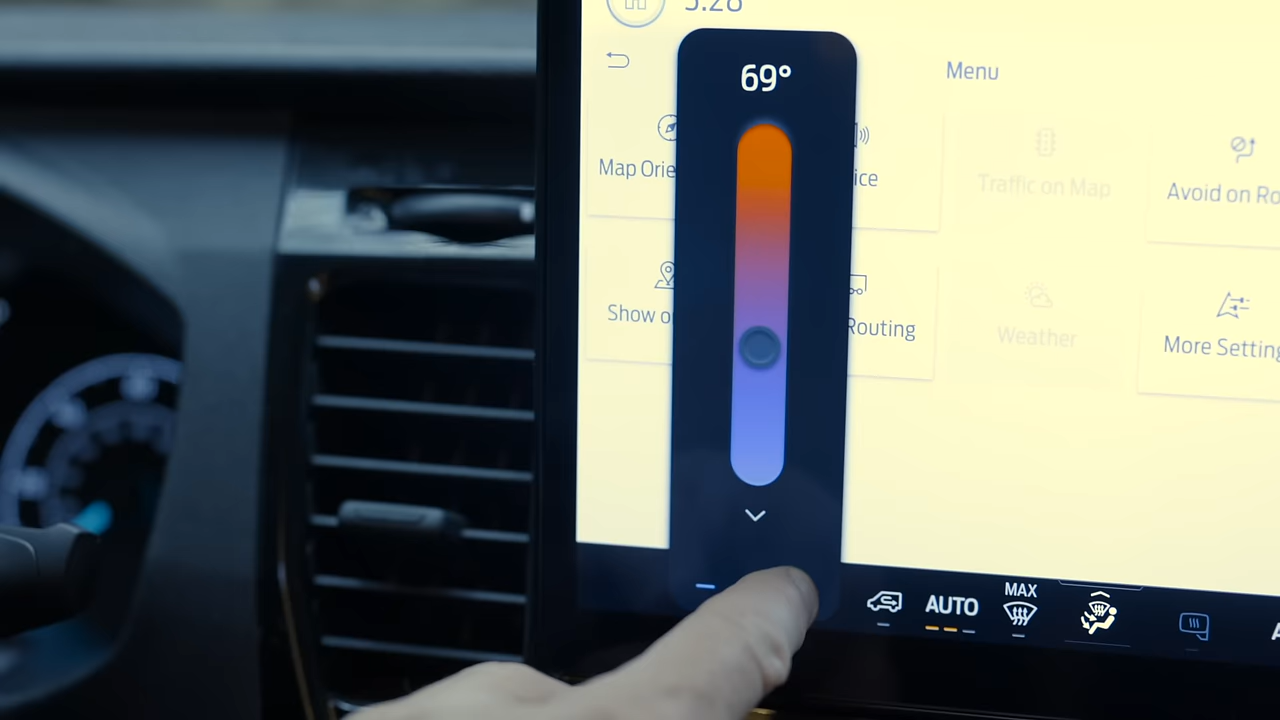 5:28
69°
Menu
Map Orie
ice
Traffic on Map
Avoid on Ro
Show o
Routing
Weather
More Setting
AUTO
MAX
A